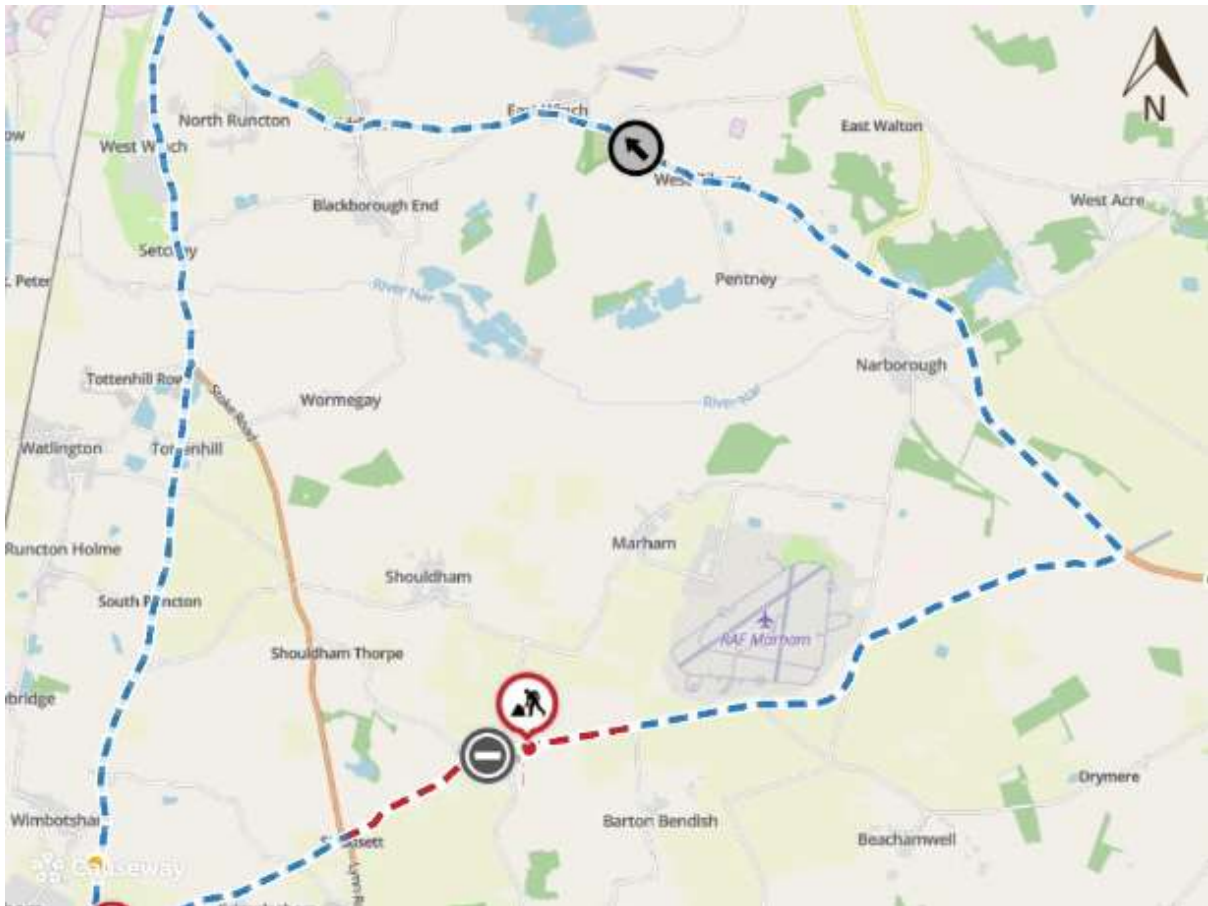 N
North Runcton
East Winch
East Walton
West Winch
West Acre
Blackborough End
Setchey
. Peter
River Nar
Pentney
Narborough
Tottenhill Row
Stoke Road
Wormegay
River Nar
Watlington
Tottenhill
Marham
Runcton Holme
Shouldham
South Runcton
RAF Marham
Shouldham Thorpe
bridge
Drymere
Wimbotsham
Barton Bendish
Beachamwell
Causeway